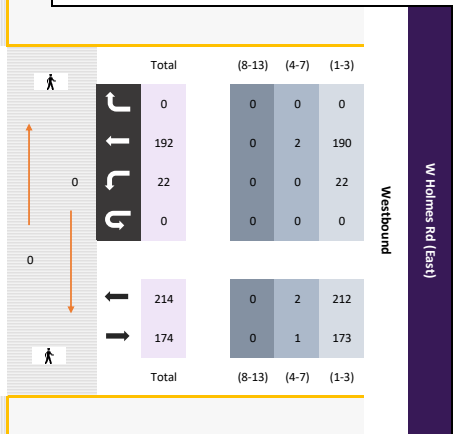 Total (8-13) (4-7) (1-3)
0 0 0 0
192 0 2 190
0 22 0 0 22
0 0 0 0
0
214 0 2 212
174 0 1 173
Total (8-13) (4-7) (1-3)
Westbound
W Holmes Rd (East)